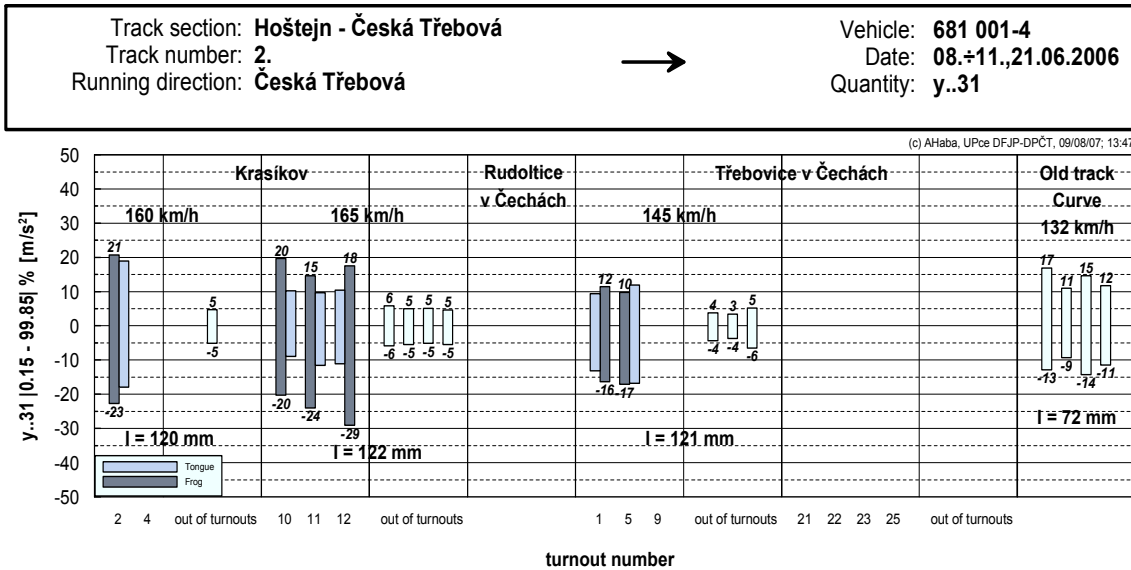 Track section: Hoštejn - Česká Třebová
Track number: 2.
Running direction: Česká Třebová
Vehicle: 681 001-4
Date: 08.÷11.,21.06.2006
Quantity: y..31
(c) AHaba, UPce DFJP-DPČT, 09/08/07; 13:47
y..31 |0.15 - 99.85| % [m/s²]
50
40
30
20
10
0
-10
-20
-30
-40
-50
Krasíkov
Rudoltice
v Čechách
Třebovice v Čechách
Old track
Curve
160 km/h
165 km/h
145 km/h
132 km/h
21
5
20
15
18
6
5
5
5
12
10
4
3
5
17
11
15
12
-23
-5
-20
-24
-29
-6
-5
-5
-5
-16
-17
-4
-4
-6
-13
-9
-14
-11
I = 120 mm
I = 122 mm
I = 121 mm
I = 72 mm
Tongue
Frog
2 4 out of turnouts 10 11 12 out of turnouts 1 5 9 out of turnouts 21 22 23 25 out of turnouts
turnout number